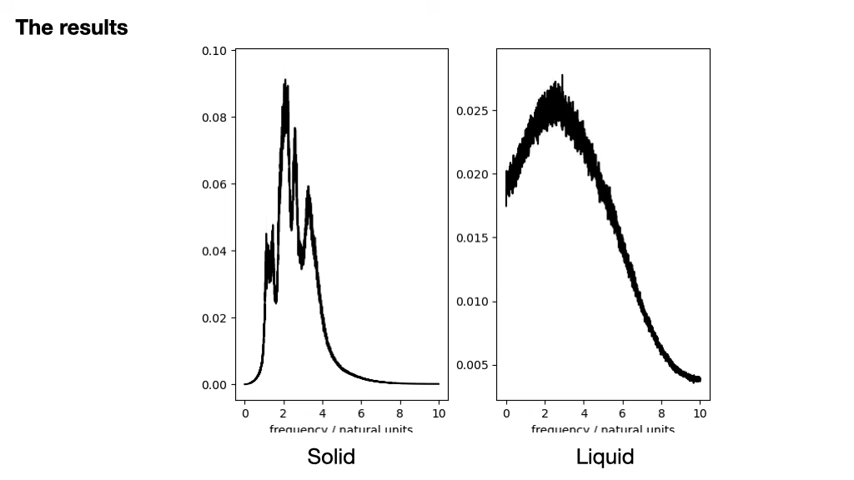 The results
0.10
0.08
0.06
0.04
0.02
0.00
0 2 4 6 8 10
frequency / natural units
Solid
0.025
0.020
0.015
0.010
0.005
0 2 4 6 8 10
frequency / natural units
Liquid